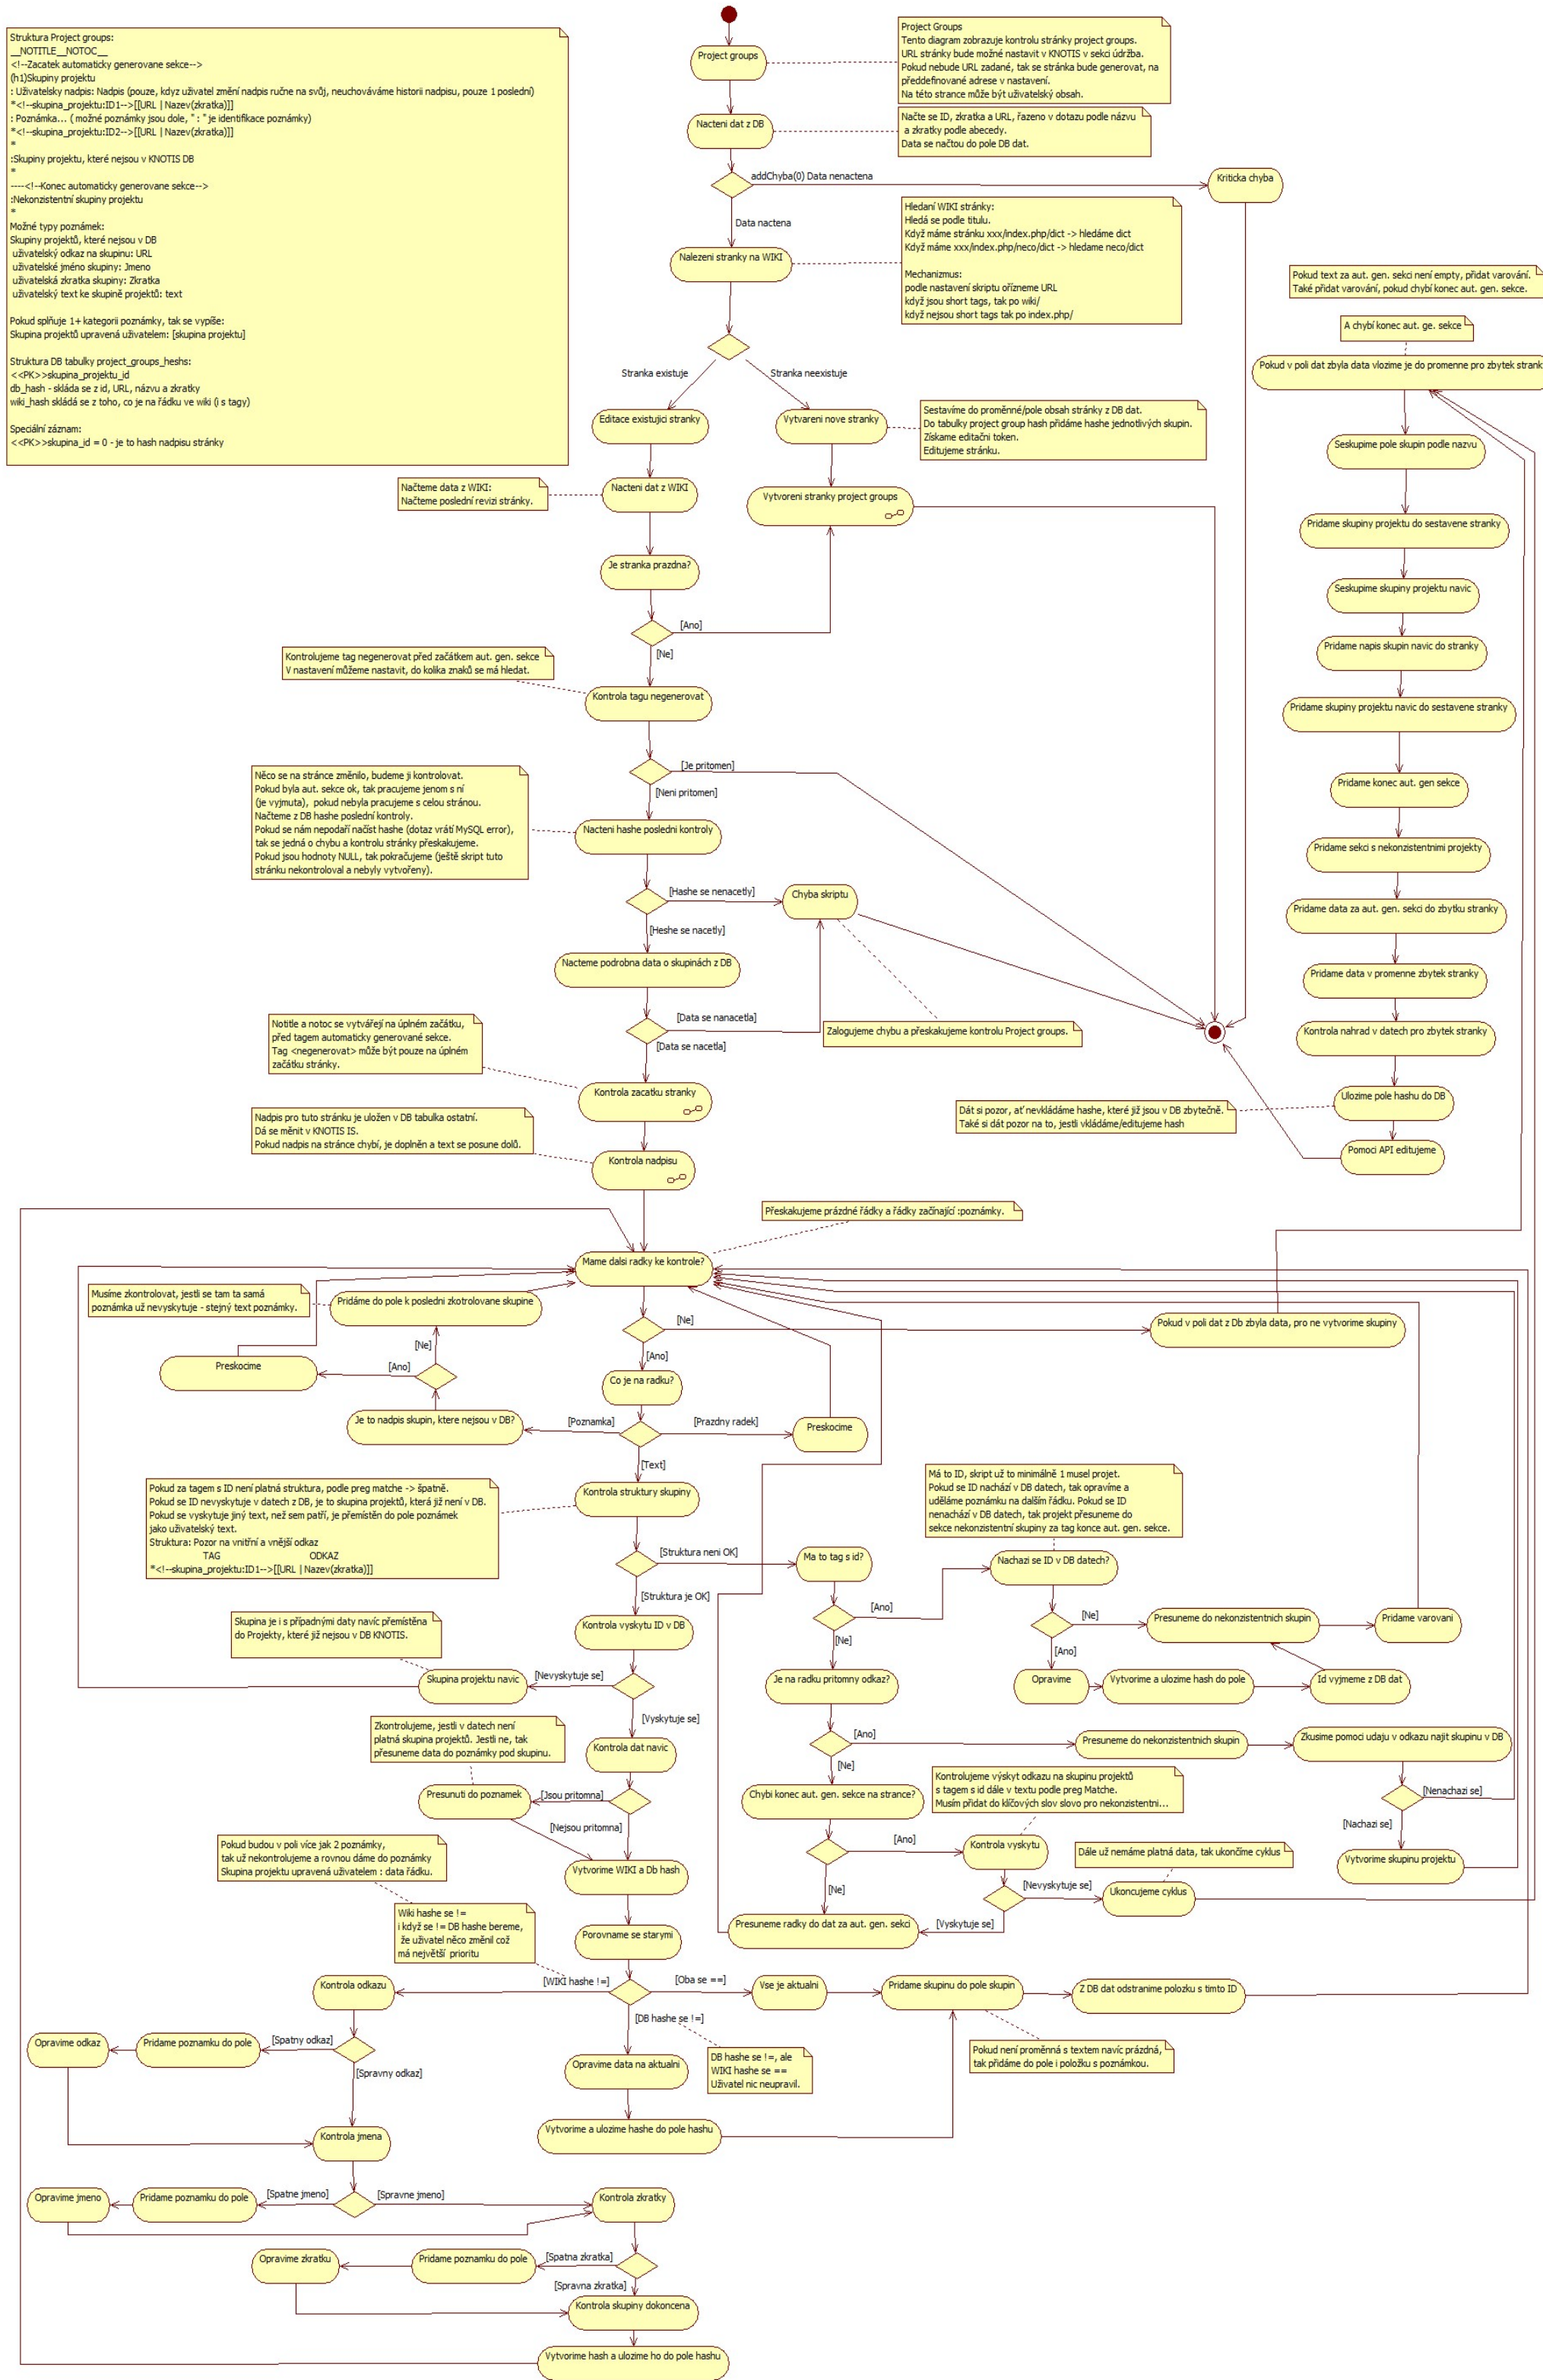 Struktura Project groups:
__NOTITLE__NOTOC__
<!--Zacatek automaticky generovane sekce-->
(h1)Skupiny projektu
: Uživatelsky nadpis: Nadpis (pouze, kdyz uživatel změní nadpis ručne na svůj, neuchováváme historii nadpisu, pouze 1 poslední)
*<!--skupina_projektu:ID1-->[[URL | Nazev(zkratka)]]
: Poznámka... ( možné poznámky jsou dole, " : " je identifikace poznámky)
*<!--skupina_projektu:ID2-->[[URL | Nazev(zkratka)]]
*
:Skupiny projektu, které nejsou v KNOTIS DB
*
----<!--Konec automaticky generovane sekce-->
:Nekonzistentní skupiny projektu
*
Možné typy poznámek:
Skupiny projektů, které nejsou v DB
uživatelský odkaz na skupinu: URL
uživatelské jméno skupiny: Jmeno
uživatelská zkratka skupiny: Zkratka
uživatelský text ke skupině projektů: text
Pokud splňuje 1+ kategorii poznámky, tak se vypíše:
Skupina projektů upravená uživatelem: [skupina projektu]
Struktura DB tabulky project_groups_heshs:
<<PK>>skupina_projektu_id
db_hash - skláda se z id, URL, názvu a zkratky
wiki_hash skládá se z toho, co je na řádku ve wiki (i s tagy)
Speciální záznam:
<<PK>>skupina_id = 0 - je to hash nadpisu stránky
Project groups
Project Groups
Tento diagram zobrazuje kontrolu stránky project groups.
URL stránky bude možné nastavit v KNOTIS v sekci údržba.
Pokud nebude URL zadané, tak se stránka bude generovat, na
předdefinované adrese v nastavení.
Na této strance může být uživatelský obsah.
Nacteni dat z DB
Načte se ID, zkratka a URL, řazeno v dotazu podle názvu
a zkratky podle abecedy.
Data se načtou do pole DB dat.
addChyba(0) Data nenactena
Kriticka chyba
Data nactena
Nalezeni stranky na WIKI
Hledaní WIKI stránky:
Hledá se podle titulu.
Když máme stránku xxx/index.php/dict -> hledáme dict
Když máme xxx/index.php/neco/dict -> hledame neco/dict
Mechanizmus:
podle nastavení skriptu ořízneme URL
když jsou short tags, tak po wiki/
když nejsou short tags tak po index.php/
Stranka existuje
Stranka neexistuje
Editace existujici stranky
Vytvareni nove stranky
Sestavíme do proměnné/pole obsah stránky z DB dat.
Do tabulky project group hash přidáme hashe jednotlivých skupin.
Získame editační token.
Editujeme stránku.
Načteme data z WIKI:
Načteme poslední revizi stránky.
Nacteni dat z WIKI
Vytvoreni stranky project groups
Je stranka prazdna?
[Ano]
[Ne]
Kontrolujeme tag negenerovat před začátkem aut. gen. sekce
V nastavení můžeme nastavit, do kolika znaků se má hledat.
Kontrola tagu negenerovat
[Je pritomen]
[Neni pritomen]
Něco se na stránce změnilo, budeme ji kontrolovat.
Pokud byla aut. sekce ok, tak pracujeme jenom s ní
(je vyjmuta),  pokud nebyla pracujeme s celou stránou.
Načteme z DB hashe poslední kontroly.
Pokud se nám nepodaří načíst hashe (dotaz vrátí MySQL error),
tak se jedná o chybu a kontrolu stránky přeskakujeme.
Pokud jsou hodnoty NULL, tak pokračujeme (ještě skript tuto
stránku nekontroloval a nebyly vytvořeny).
Nacteni hashe posledni kontroly
[Hashe se nenacetly]
Chyba skriptu
[Heshe se nacetly]
Nacteme podrobna data o skupinách z DB
[Data se nanacetla]
[Data se nacetla]
Zalogujeme chybu a přeskakujeme kontrolu Project groups.
Notitle a notoc se vytvářejí na úplném začátku,
před tagem automaticky generované sekce.
Tag <negenerovat> může být pouze na úplném
začátku stránky.
Kontrola zacatku stranky
Nadpis pro tuto stránku je uložen v DB tabulka ostatní.
Dá se měnit v KNOTIS IS.
Pokud nadpis na stránce chybí, je doplněn a text se posune dolů.
Kontrola nadpisu
Pokud text za aut. gen. sekci není empty, přidat varování.
Také přidat varování, pokud chybí konec aut. gen. sekce.
A chybí konec aut. ge. sekce
Pokud v poli dat zbyla data vlozime je do promenne pro zbytek strank
Seskupime pole skupin podle nazvu
Pridame skupiny projektu do sestavene stranky
Seskupime skupiny projektu navic
Pridame napis skupin navic do stranky
Pridame skupiny projektu navic do sestavene stranky
Pridame konec aut. gen sekce
Pridame sekci s nekonzistentnimi projekty
Pridame data za aut. gen. sekci do zbytku stranky
Pridame data v promenne zbytek stranky
Kontrola nahrad v datech pro zbytek stranky
Dát si pozor, ať nevkládáme hashe, které již jsou v DB zbytečně.
Také si dát pozor na to, jestli vkládáme/editujeme hash
Ulozime pole hashu do DB
Pomoci API editujeme
Přeskakujeme prázdné řádky a řádky začínající :poznámky.
Mame dalsi radky ke kontrole?
Musíme zkontrolovat, jestli se tam ta samá
poznámka už nevyskytuje - stejný text poznámky.
Pridáme do pole k posledni zkotrolovane skupine
[Ne]
Pokud v poli dat z Db zbyla data, pro ne vytvorime skupiny
[Ne]
[Ano]
Preskocime
[Ano]
Co je na radku?
Je to nadpis skupin, ktere nejsou v DB?
[Poznamka]
[Prazdny radek]
Preskocime
[Text]
Pokud za tagem s ID není platná struktura, podle preg matche -> špatně.
Pokud se ID nevyskytuje v datech z DB, je to skupina projektů, která již není v DB.
Pokud se vyskytuje jiný text, než sem patří, je přemístěn do pole poznámek
jako uživatelský text.
Struktura: Pozor na vnitřní a vnější odkaz
TAG ODKAZ
*<!--skupina_projektu:ID1-->[[URL | Nazev(zkratka)]]
Kontrola struktury skupiny
Má to ID, skript už to minimálně 1 musel projet.
Pokud se ID nachází v DB datech, tak opravíme a
uděláme poznámku na dalším řádku. Pokud se ID
nenachází v DB datech, tak projekt přesuneme do
sekce nekonzistentní skupiny za tag konce aut. gen. sekce.
[Struktura neni OK]
Ma to tag s id?
Nachazi se ID v DB datech?
[Struktura je OK]
[Ano]
[Ne]
Presuneme do nekonzistentnich skupin
Pridame varovani
Skupina je i s případnými daty navíc přemístěna
do Projekty, které již nejsou v DB KNOTIS.
Kontrola vyskytu ID v DB
[Ne]
[Ano]
[Nevyskytuje se]
Skupina projektu navic
Je na radku pritomny odkaz?
Opravime
Vytvorime a ulozime hash do pole
Id vyjmeme z DB dat
[Vyskytuje se]
Zkontrolujeme, jestli v datech není
platná skupina projektů. Jestli ne, tak
přesuneme data do poznámky pod skupinu.
Kontrola dat navic
[Ano]
Presuneme do nekonzistentnich skupin
Zkusime pomoci udaju v odkazu najit skupinu v DB
[Ne]
Presunuti do poznamek
[Jsou pritomna]
Chybi konec aut. gen. sekce na strance?
Kontrolujeme výskyt odkazu na skupinu projektů
s tagem s id dále v textu podle preg Matche.
Musím přidat do klíčových slov slovo pro nekonzistentni...
[Nenachazi se]
[Nachazi se]
[Nejsou pritomna]
Pokud budou v poli více jak 2 poznámky,
tak už nekontrolujeme a rovnou dáme do poznámky
Skupina projektu upravená uživatelem : data řádku.
[Ano]
Kontrola vyskytu
Dále už nemáme platná data, tak ukončíme cyklus
Vytvorime skupinu projektu
Vytvorime WIKI a Db hash
[Ne]
[Nevyskytuje se]
Ukoncujeme cyklus
Wiki hashe se !=
i když se != DB hashe bereme,
že uživatel něco změnil což
má největší  prioritu
Porovname se starymi
Presuneme radky do dat za aut. gen. sekci
[Vyskytuje se]
Kontrola odkazu
[WIKI hashe !=]
[Oba se ==]
Vse je aktualni
Pridame skupinu do pole skupin
Z DB dat odstranime polozku s timto ID
[DB hashe se !=]
Opravime odkaz
Pridame poznamku do pole
[Spatny odkaz]
[Spravny odkaz]
Opravime data na aktualni
DB hashe se !=, ale
WIKI hashe se ==
Uživatel nic neupravil.
Pokud není proměnná s textem navíc prázdná,
tak přidáme do pole i položku s poznámkou.
Kontrola jmena
Vytvorime a ulozime hashe do pole hashu
Opravime jmeno
Pridame poznamku do pole
[Spatne jmeno]
[Spravne jmeno]
Kontrola zkratky
Opravime zkratku
Pridame poznamku do pole
[Spatna zkratka]
[Spravna zkratka]
Kontrola skupiny dokoncena
Vytvorime hash a ulozime ho do pole hashu